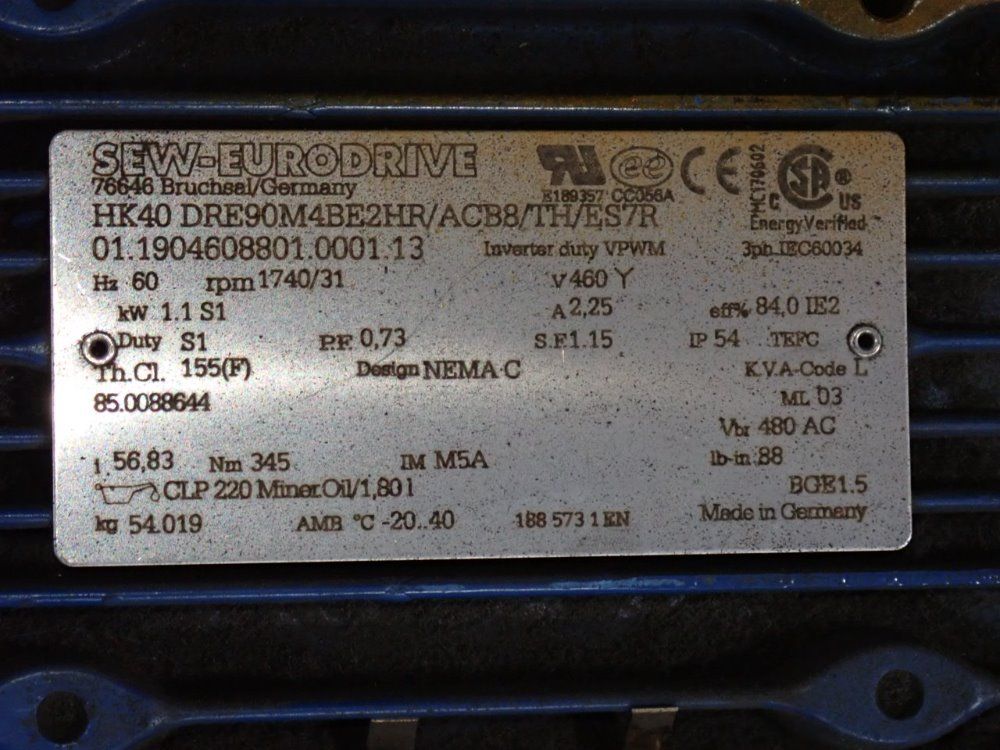 SEW-EURODRIVE
76646 Bruchsal/Germany
E189357 CC056A
HK40 DRE90M4BE2HR/ACB8/TH/ES7R
EnergyVerified
01.1904608801.0001.13 Inverter duty VPWM 3ph.IEC60034
Hz 60 rpm 1740/31 V 460 Y
kW 1.1 S1 A 2,25 eff% 84,0 IE2
Duty S1 P.F. 0,73 S.F.1.15 IP 54 TEFC
Th.Cl. 155(F) Design NEMA C K.V.A-Code L
85.0088644 ML 03
Vbr 480 AC
i 56,83 Nm 345 IM M5A lb-in 88
CLP 220 Miner.Oil/1,80 l BGE1.5
kg 54.019 AMB °C -20..40 188 573 1 EN Made in Germany
CE
C US